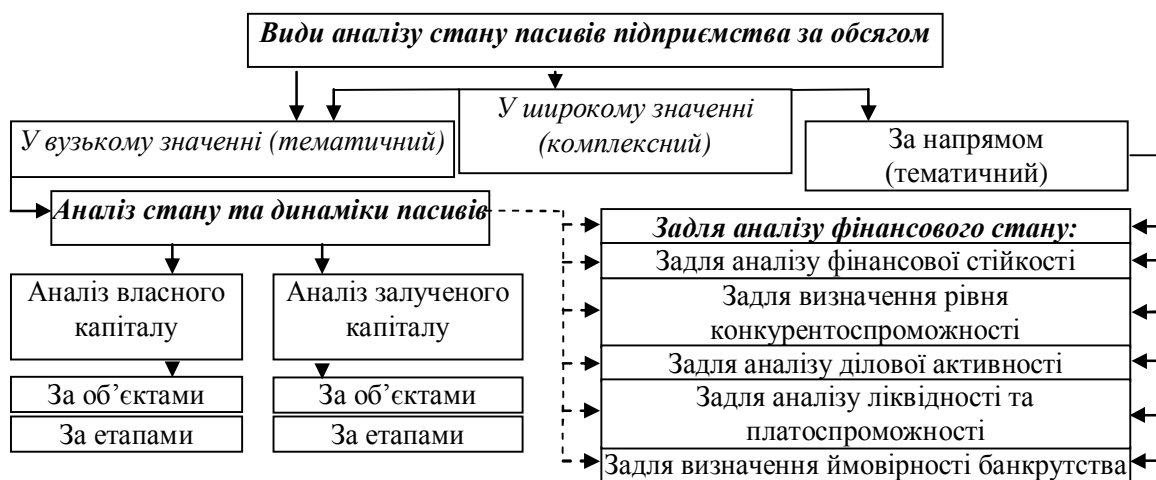 Види аналізу стану пасивів підприємства за обсягом
У вузькому значенні (тематичний)
У широкому значенні
(комплексний)
За напрямом
(тематичний)
Аналіз стану та динаміки пасивів
Аналіз власного
капіталу
Аналіз залученого
капіталу
За об’єктами
За етапами
За об’єктами
За етапами
Задля аналізу фінансового стану:
Задля аналізу фінансової стійкості
Задля визначення рівня
конкурентоспроможності
Задля аналізу ділової активності
Задля аналізу ліквідності та
платоспроможності
Задля визначення ймовірності банкрутства